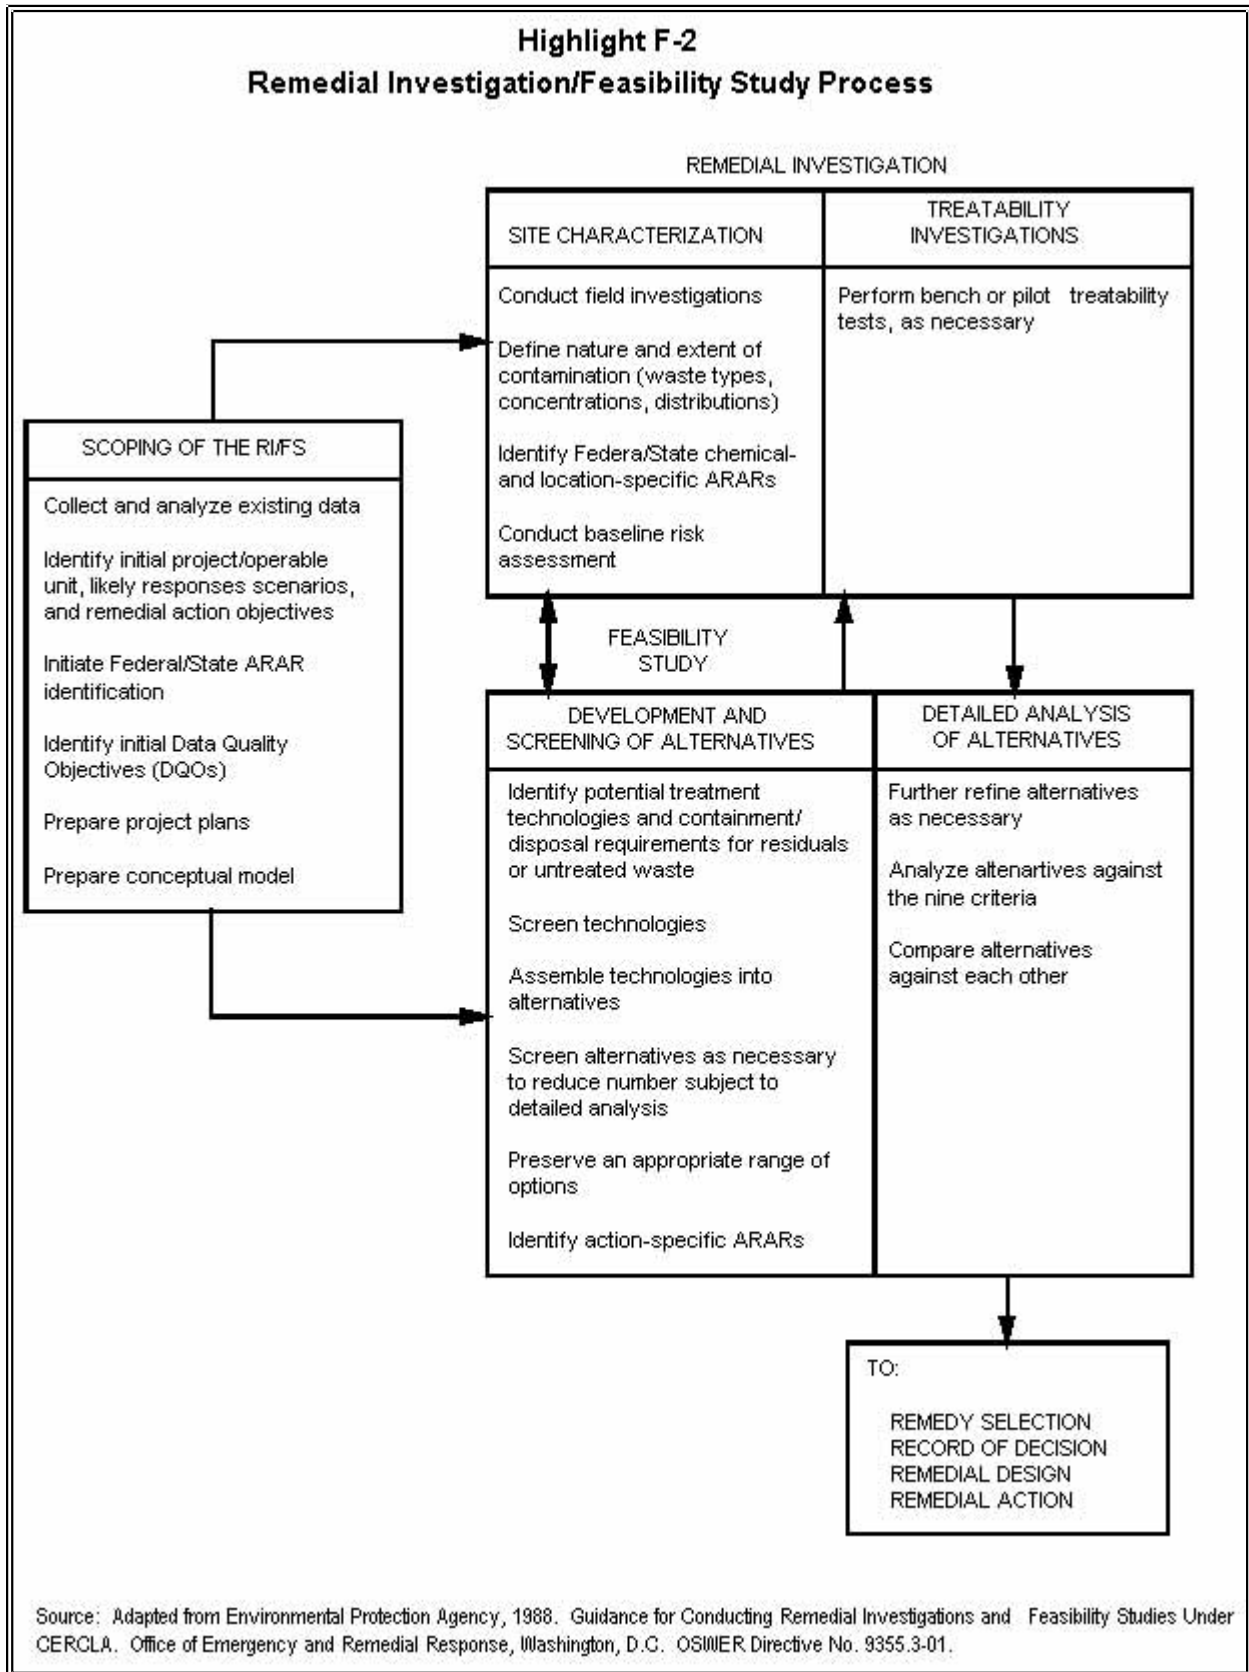 Highlight F-2
Remedial Investigation/Feasibility Study Process
REMEDIAL INVESTIGATION
SITE CHARACTERIZATION
TREATABILITY
INVESTIGATIONS
Conduct field investigations
Define nature and extent of
contamination (waste types,
concentrations, distributions)
Identify Federa/State chemical-
and location-specific ARARs
Conduct baseline risk
assessment
Perform bench or pilot treatability
tests, as necessary
SCOPING OF THE RI/FS
Collect and analyze existing data
Identify initial project/operable
unit, likely responses scenarios,
and remedial action objectives
Initiate Federal/State ARAR
identification
Identify initial Data Quality
Objectives (DQOs)
Prepare project plans
Prepare conceptual model
FEASIBILITY
STUDY
DEVELOPMENT AND
SCREENING OF ALTERNATIVES
Identify potential treatment
technologies and containment/
disposal requirements for residuals
or untreated waste
Screen technologies
Assemble technologies into
alternatives
Screen alternatives as necessary
to reduce number subject to
detailed analysis
Preserve an appropriate range of
options
Identify action-specific ARARs
DETAILED ANALYSIS
OF ALTERNATIVES
Further refine alternatives
as necessary
Analyze altenartives against
the nine criteria
Compare alternatives
against each other
TO:
REMEDY SELECTION
RECORD OF DECISION
REMEDIAL DESIGN
REMEDIAL ACTION
Source: Adapted from Environmental Protection Agency, 1988. Guidance for Conducting Remedial Investigations and Feasibility Studies Under
CERCLA. Office of Emergency and Remedial Response, Washington, D.C. OSWER Directive No. 9355.3-01.